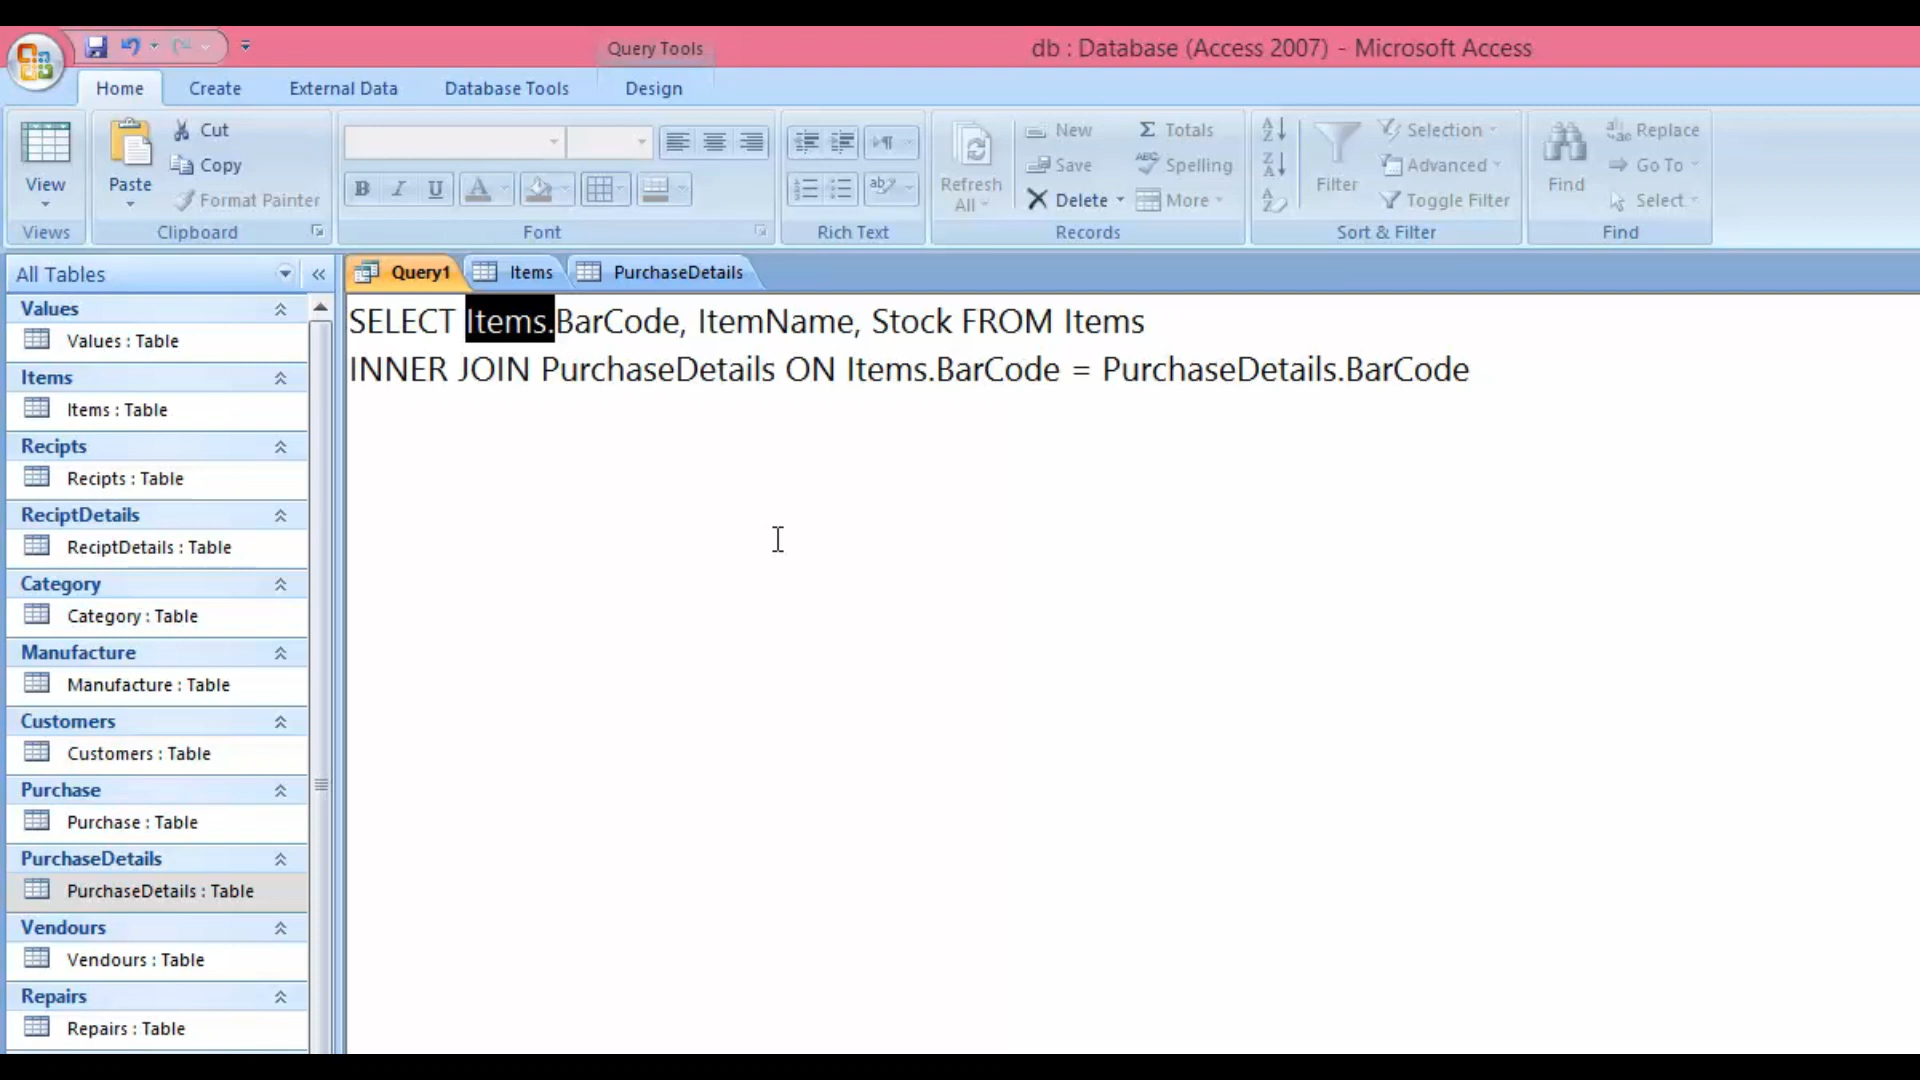 Query Tools
db : Database (Access 2007) - Microsoft Access
Home
Create
External Data
Database Tools
Design
View
Views
Paste
Cut
Copy
Format Painter
Clipboard
B I U A
Font
Rich Text
Refresh
All
New
Save
Delete
Σ Totals
ABC Spelling
More
Records
Filter
Selection
Advanced
Toggle Filter
Sort & Filter
Find
Replace
Go To
Select
Find
All Tables
Values
Values : Table
Items
Items : Table
Recipts
Recipts : Table
ReciptDetails
ReciptDetails : Table
Category
Category : Table
Manufacture
Manufacture : Table
Customers
Customers : Table
Purchase
Purchase : Table
PurchaseDetails
PurchaseDetails : Table
Vendours
Vendours : Table
Repairs
Repairs : Table
Query1
Items
PurchaseDetails
SELECT Items.BarCode, ItemName, Stock FROM Items
INNER JOIN PurchaseDetails ON Items.BarCode = PurchaseDetails.BarCode